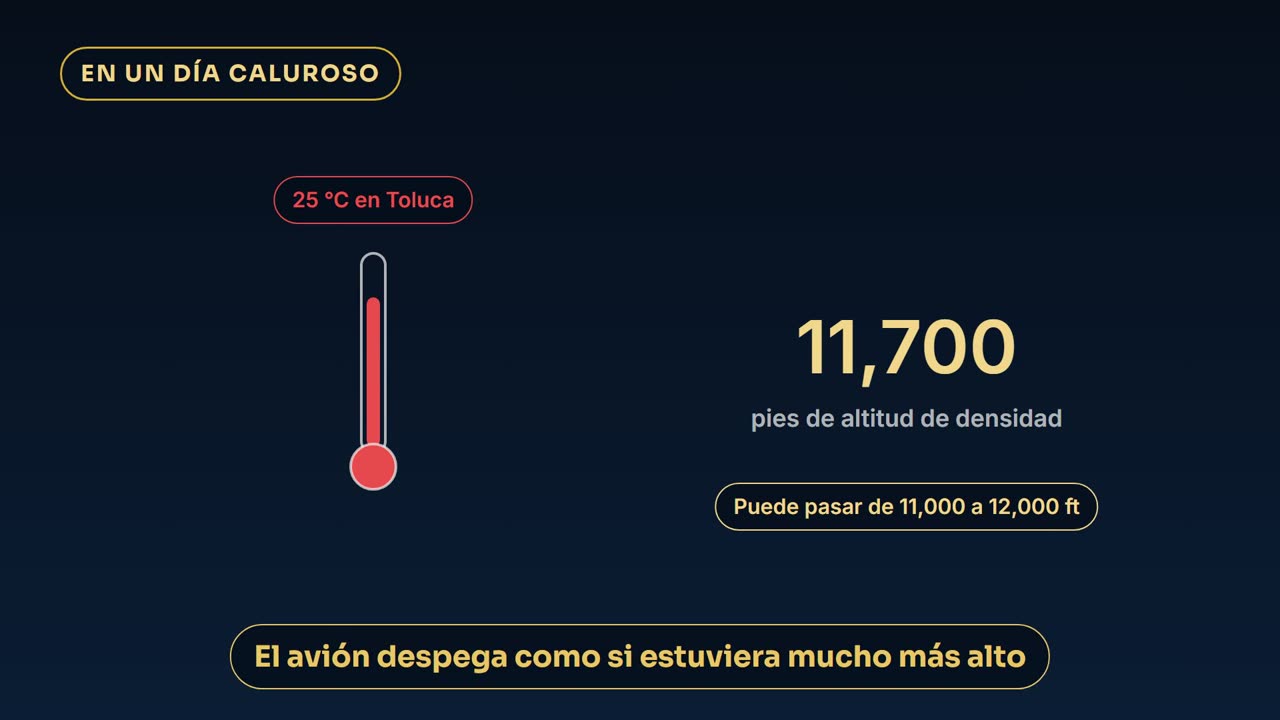 EN UN DÍA CALUROSO
25 °C en Toluca
11,700
pies de altitud de densidad
Puede pasar de 11,000 a 12,000 ft
El avión despega como si estuviera mucho más alto